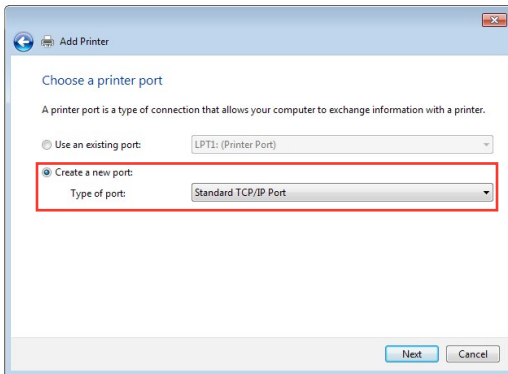 Add Printer
Choose a printer port
A printer port is a type of connection that allows your computer to exchange information with a printer.
Use an existing port: LPT1: (Printer Port)
Create a new port:
Type of port: Standard TCP/IP Port
Next Cancel